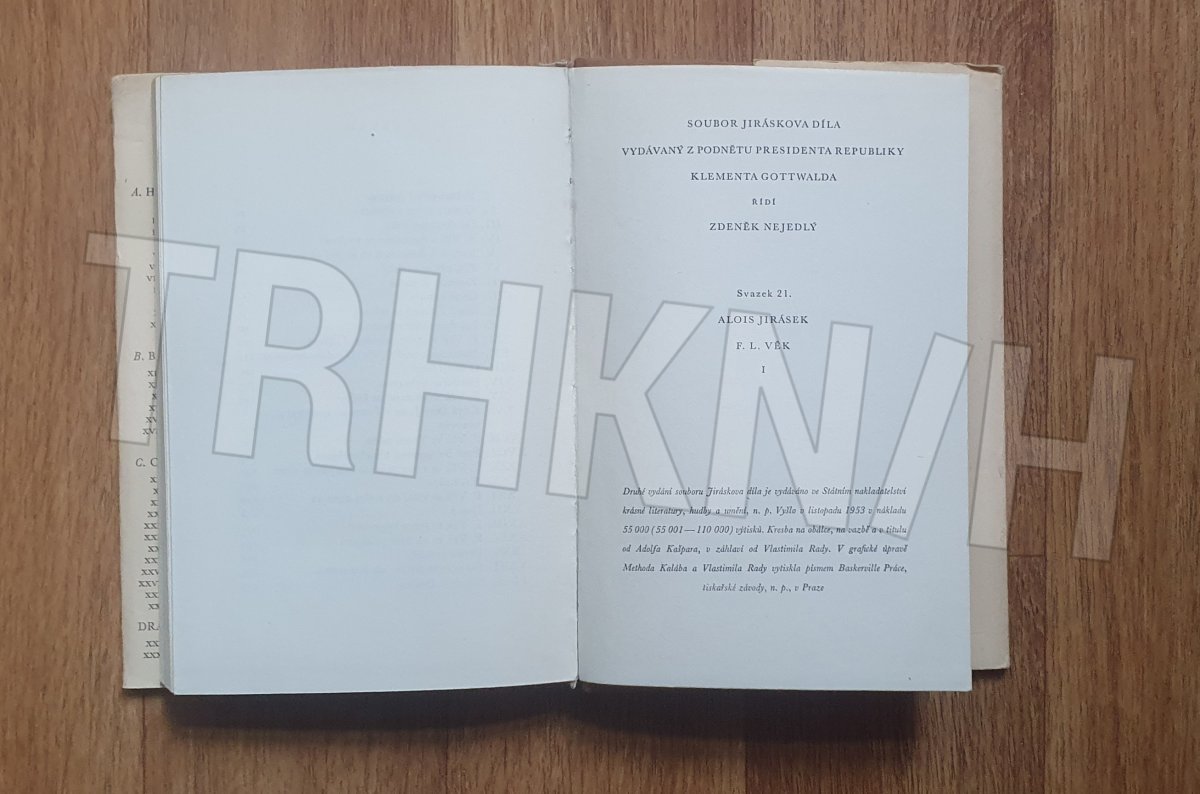 A. H
B. B
C. C
DRA
SOUBOR JIRÁSKOVA DÍLA
VYDÁVANÝ Z PODNĚTU PRESIDENTA REPUBLIKY
KLEMENTA GOTTWALDA
ŘÍDÍ
ZDENĚK NEJEDLÝ
Svazek 21.
ALOIS JIRÁSEK
F. L. VĚK
I
Druhé vydání souboru Jiráskova díla je vydáváno ve Státním nakladatelství
krásné literatury, hudby a umění, n. p. Vyšlo v listopadu 1953 v nákladu
55 000 (55 001—110 000) výtisků. Kresba na obálce, na vazbě a v titulu
od Adolfa Kašpara, v záhlaví od Vlastimila Rady. V grafické úpravě
Methoda Kalába a Vlastimila Rady vytiskla písmem Baskerville Práce,
tiskařské závody, n. p., v Praze
TRHKNIH